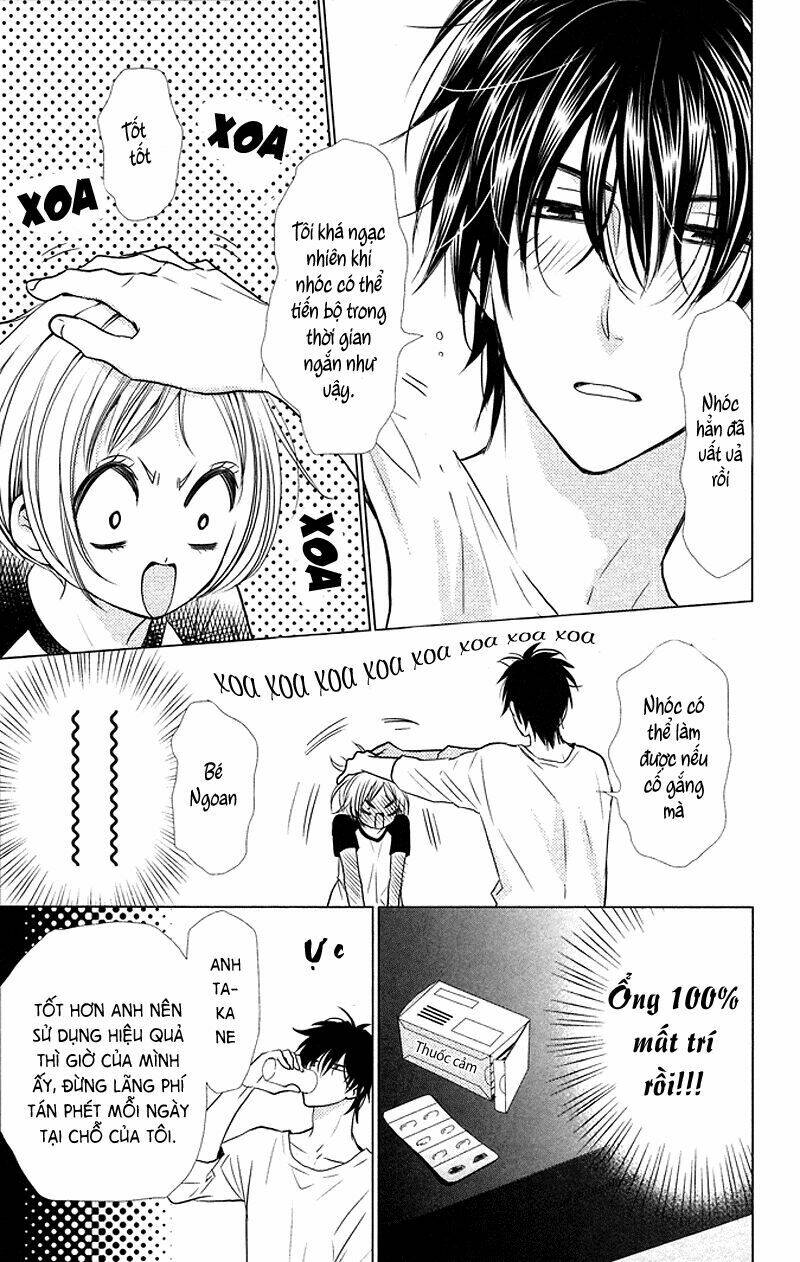 Nhóc
hẳn đã
vất vả
rồi
Tôi khá ngạc
nhiên khi
nhóc có thể
tiến bộ trong
thời gian
ngắn như
vậy.
XOA
Tốt
tốt
XOA
XOA
Nhóc có
thể làm
được nếu
cố gắng
mà
XOA XOA XOA XOA XOA XOA XOA XOA
Bé
Ngoan
Ổng 100%
mất trí
rồi!!!
Thuốc cảm
ỰC
ANH
TA-
KA
NE
TỐT HƠN ANH NÊN
SỬ DỤNG HIỆU QUẢ
THÌ GIỜ CỦA MÌNH
ẤY, ĐỪNG LÃNG PHÍ
TÁN PHÉT MỖI NGÀY
TẠI CHỖ CỦA TÔI.